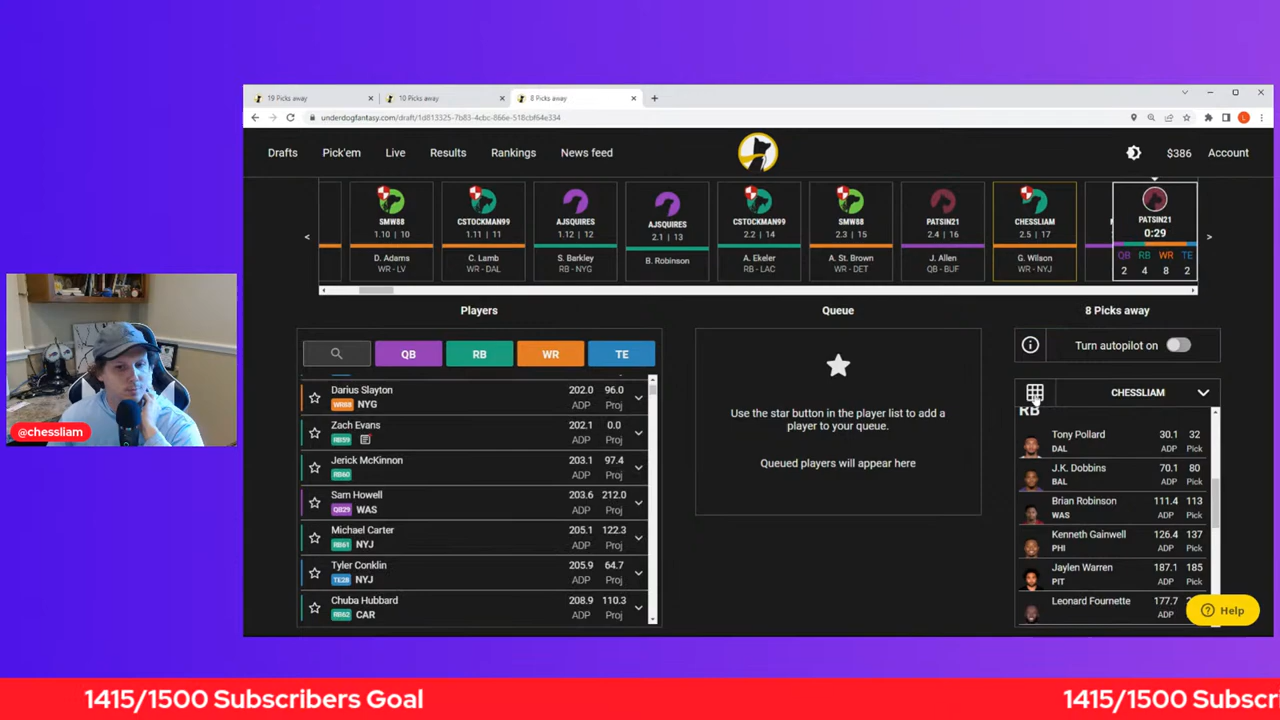 19 Picks away
10 Picks away
8 Picks away
underdogfantasy.com/draft/1d813325-7b83-4cbc-866e-518cbf64e334
Drafts Pick'em Live Results Rankings News feed
$386 Account
SMW88
1.10 | 10
D. Adams
WR - LV
CSTOCKMAN99
1.11 | 11
C. Lamb
WR - DAL
AJSQUIRES
1.12 | 12
S. Barkley
RB - NYG
AJSQUIRES
2.1 | 13
B. Robinson
CSTOCKMAN99
2.2 | 14
A. Ekeler
RB - LAC
SMW88
2.3 | 15
A. St. Brown
WR - DET
PATSIN21
2.4 | 16
J. Allen
QB - BUF
CHESSLIAM
2.5 | 17
G. Wilson
WR - NYJ
PATSIN21
0:29
QB RB WR TE
2 4 8 2
Players
QB RB WR TE
Darius Slayton 202.0 96.0
WR88 NYG ADP Proj
Zach Evans 202.1 0.0
RB59 ADP Proj
Jerick McKinnon 203.1 97.4
RB60 ADP Proj
Sam Howell 203.6 212.0
QB29 WAS ADP Proj
Michael Carter 205.1 122.3
RB61 NYJ ADP Proj
Tyler Conklin 205.9 64.7
TE28 NYJ ADP Proj
Chuba Hubbard 208.9 110.3
RB62 CAR ADP Proj
Queue
Use the star button in the player list to add a
player to your queue.
Queued players will appear here
8 Picks away
Turn autopilot on
CHESSLIAM
RB
Tony Pollard 30.1 32
DAL ADP Pick
J.K. Dobbins 70.1 80
BAL ADP Pick
Brian Robinson 111.4 113
WAS ADP Pick
Kenneth Gainwell 126.4 137
PHI ADP Pick
Jaylen Warren 187.1 185
PIT ADP Pick
Leonard Fournette 177.7
Help
@chessliam
1415/1500 Subscribers Goal
1415/1500 Subscri